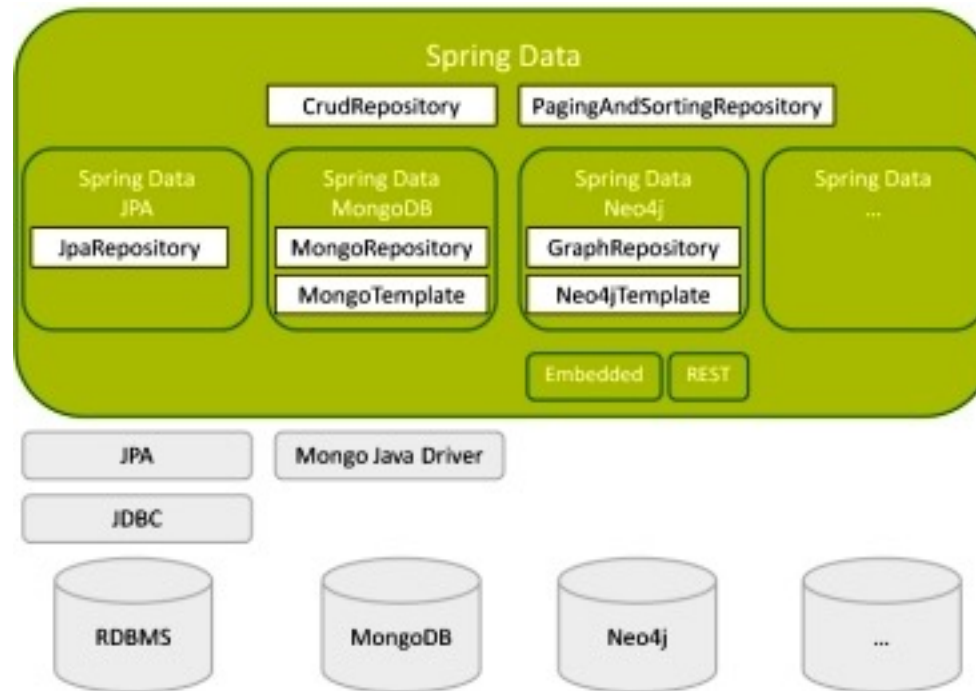 Spring Data
CrudRepository
PagingAndSortingRepository
Spring Data
JPA
JpaRepository
Spring Data
MongoDB
MongoRepository
MongoTemplate
Spring Data
Neo4j
GraphRepository
Neo4jTemplate
Spring Data
...
Embedded
REST
JPA
Mongo Java Driver
JDBC
RDBMS
MongoDB
Neo4j
...